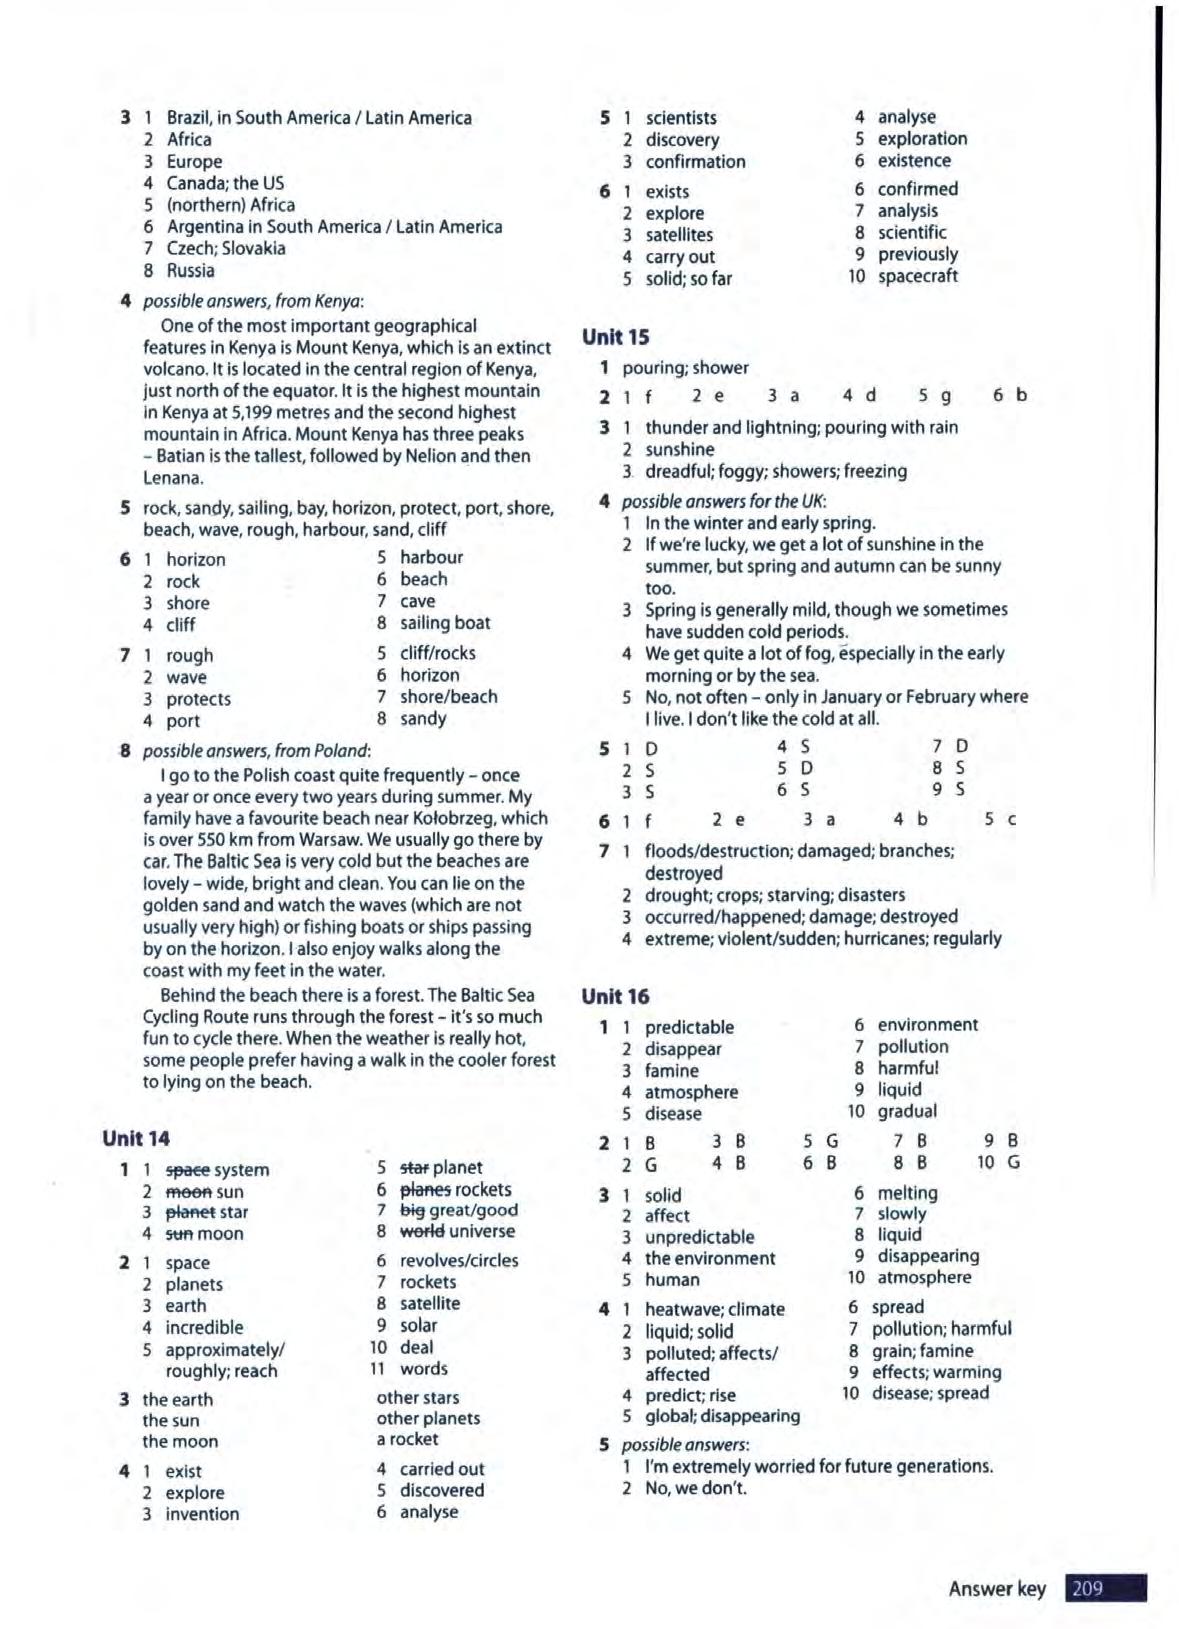 3 1 Brazil, in South America / Latin America
2 Africa
3 Europe
4 Canada; the US
5 (northern) Africa
6 Argentina in South America / Latin America
7 Czech; Slovakia
8 Russia
4 possible answers, from Kenya:
One of the most important geographical
features in Kenya is Mount Kenya, which is an extinct
volcano. It is located in the central region of Kenya,
just north of the equator. It is the highest mountain
in Kenya at 5,199 metres and the second highest
mountain in Africa. Mount Kenya has three peaks
– Batian is the tallest, followed by Nelion and then
Lenana.
5 rock, sandy, sailing, bay, horizon, protect, port, shore,
beach, wave, rough, harbour, sand, cliff
6 1 horizon 5 harbour
2 rock 6 beach
3 shore 7 cave
4 cliff 8 sailing boat
7 1 rough 5 cliff/rocks
2 wave 6 horizon
3 protects 7 shore/beach
4 port 8 sandy
8 possible answers, from Poland:
I go to the Polish coast quite frequently – once
a year or once every two years during summer. My
family have a favourite beach near Kołobrzeg, which
is over 550 km from Warsaw. We usually go there by
car. The Baltic Sea is very cold but the beaches are
lovely – wide, bright and clean. You can lie on the
golden sand and watch the waves (which are not
usually very high) or fishing boats or ships passing
by on the horizon. I also enjoy walks along the
coast with my feet in the water.
Behind the beach there is a forest. The Baltic Sea
Cycling Route runs through the forest – it's so much
fun to cycle there. When the weather is really hot,
some people prefer having a walk in the cooler forest
to lying on the beach.
Unit 14
1 1 space system 5 star planet
2 moon sun 6 planes rockets
3 planet star 7 big great/good
4 sun moon 8 world universe
2 1 space 6 revolves/circles
2 planets 7 rockets
3 earth 8 satellite
4 incredible 9 solar
5 approximately/ 10 deal
roughly; reach 11 words
3 the earth other stars
the sun other planets
the moon a rocket
4 1 exist 4 carried out
2 explore 5 discovered
3 invention 6 analyse
5 1 scientists 4 analyse
2 discovery 5 exploration
3 confirmation 6 existence
6 1 exists 6 confirmed
2 explore 7 analysis
3 satellites 8 scientific
4 carry out 9 previously
5 solid; so far 10 spacecraft
Unit 15
1 pouring; shower
2 1 f 2 e 3 a 4 d 5 g 6 b
3 1 thunder and lightning; pouring with rain
2 sunshine
3 dreadful; foggy; showers; freezing
4 possible answers for the UK:
1 In the winter and early spring.
2 If we're lucky, we get a lot of sunshine in the
summer, but spring and autumn can be sunny
too.
3 Spring is generally mild, though we sometimes
have sudden cold periods.
4 We get quite a lot of fog, especially in the early
morning or by the sea.
5 No, not often – only in January or February where
I live. I don't like the cold at all.
5 1 D 4 S 7 D
2 S 5 D 8 S
3 S 6 S 9 S
6 1 f 2 e 3 a 4 b 5 c
7 1 floods/destruction; damaged; branches;
destroyed
2 drought; crops; starving; disasters
3 occurred/happened; damage; destroyed
4 extreme; violent/sudden; hurricanes; regularly
Unit 16
1 1 predictable 6 environment
2 disappear 7 pollution
3 famine 8 harmful
4 atmosphere 9 liquid
5 disease 10 gradual
2 1 B 3 B 5 G 7 B 9 B
2 G 4 B 6 B 8 B 10 G
3 1 solid 6 melting
2 affect 7 slowly
3 unpredictable 8 liquid
4 the environment 9 disappearing
5 human 10 atmosphere
4 1 heatwave; climate 6 spread
2 liquid; solid 7 pollution; harmful
3 polluted; affects/ 8 grain; famine
affected 9 effects; warming
4 predict; rise 10 disease; spread
5 global; disappearing
5 possible answers:
1 I'm extremely worried for future generations.
2 No, we don't.
Answer key 209